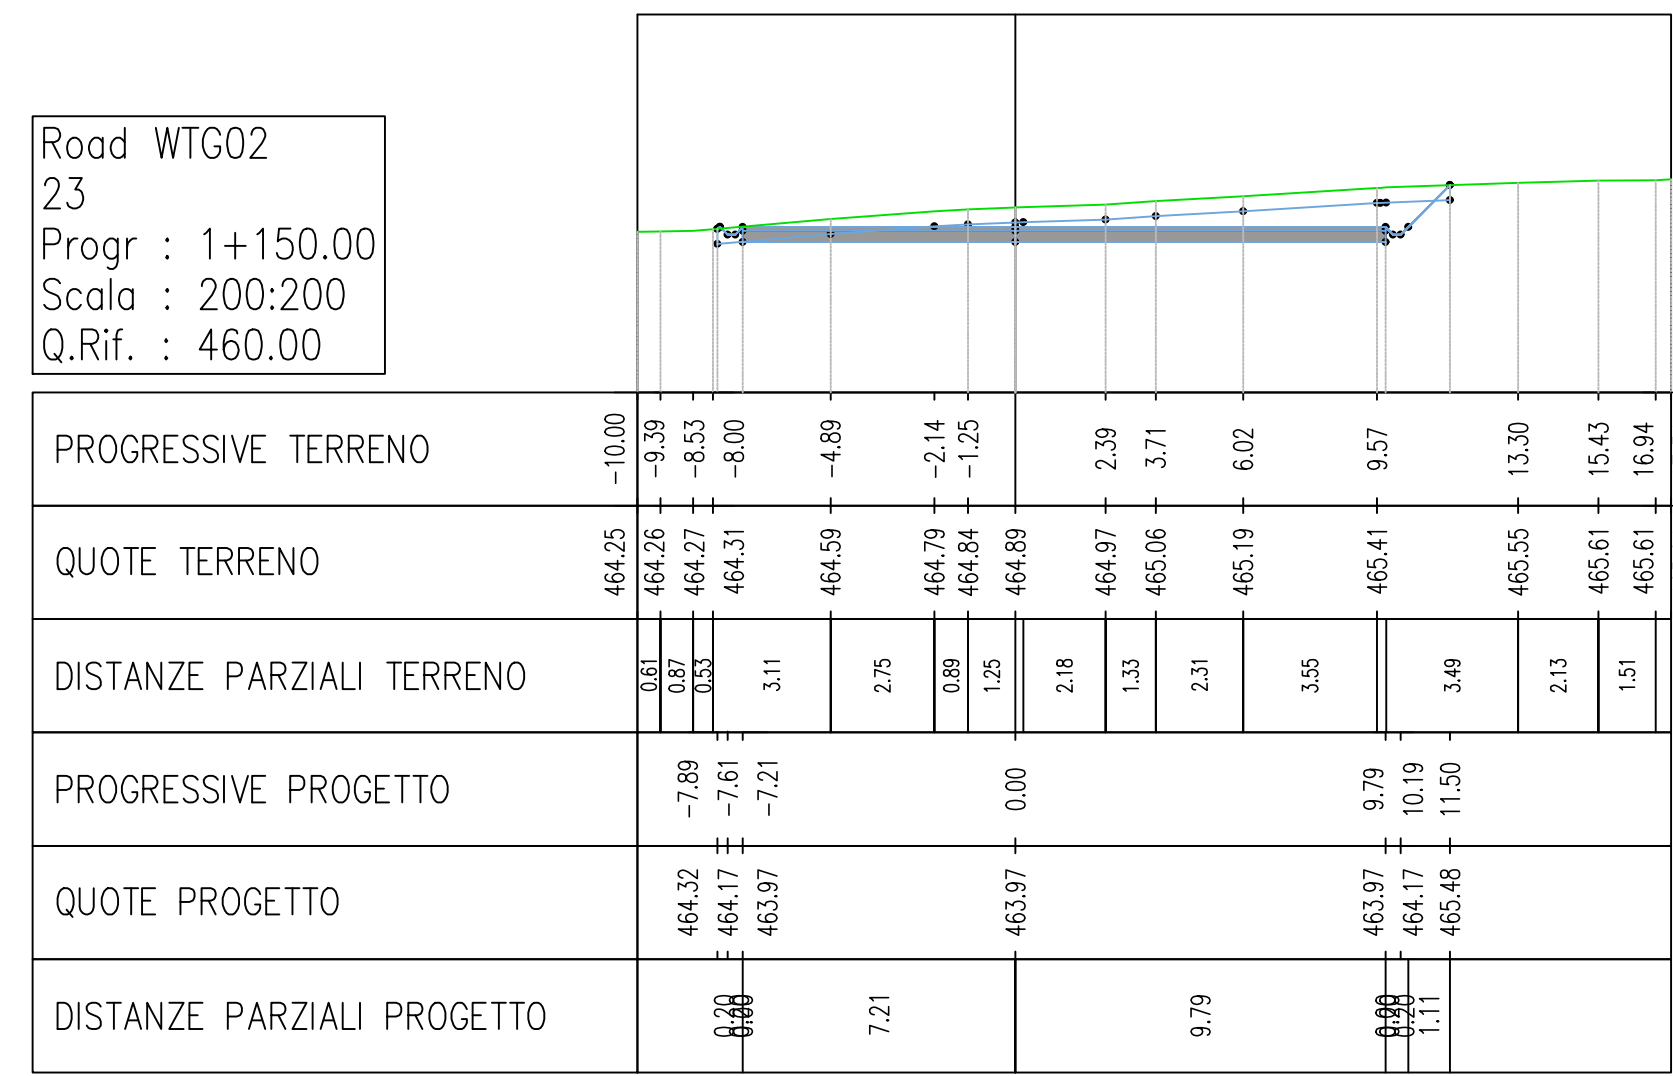 Road WTG02
23
Progr : 1+150.00
Scala : 200:200
Q.Rif. : 460.00
PROGRESSIVE TERRENO -10.00 -9.39 -8.53 -8.00 -4.89 -2.14 -1.25 2.39 3.71 6.02 9.57 13.30 15.43 16.94
QUOTE TERRENO 464.25 464.26 464.27 464.31 464.59 464.79 464.84 464.89 464.97 465.06 465.19 465.41 465.55 465.61 465.61
DISTANZE PARZIALI TERRENO 0.61 0.87 0.53 3.11 2.75 0.89 1.25 2.18 1.33 2.31 3.55 3.49 2.13 1.51
PROGRESSIVE PROGETTO -7.89 -7.61 -7.21 0.00 9.79 10.19 11.50
QUOTE PROGETTO 464.32 464.17 463.97 463.97 463.97 464.17 465.48
DISTANZE PARZIALI PROGETTO 0.20 7.21 9.79 0.20 1.11